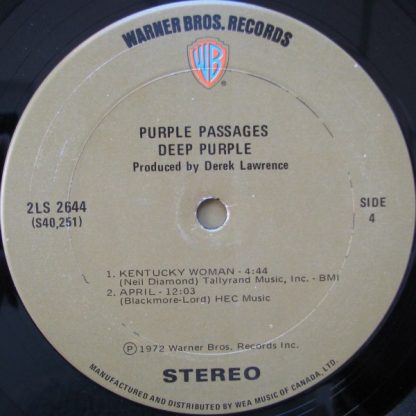 WARNER BROS. RECORDS
WB
®
PURPLE PASSAGES
DEEP PURPLE
Produced by Derek Lawrence
2LS 2644
(S40,251)
SIDE
4
1. KENTUCKY WOMAN - 4:44
(Neil Diamond) Tallyrand Music, Inc. - BMI
2. APRIL - 12:03
(Blackmore-Lord) HEC Music
Ⓟ 1972 Warner Bros. Records Inc.
STEREO
MANUFACTURED AND DISTRIBUTED BY WEA MUSIC OF CANADA, LTD.